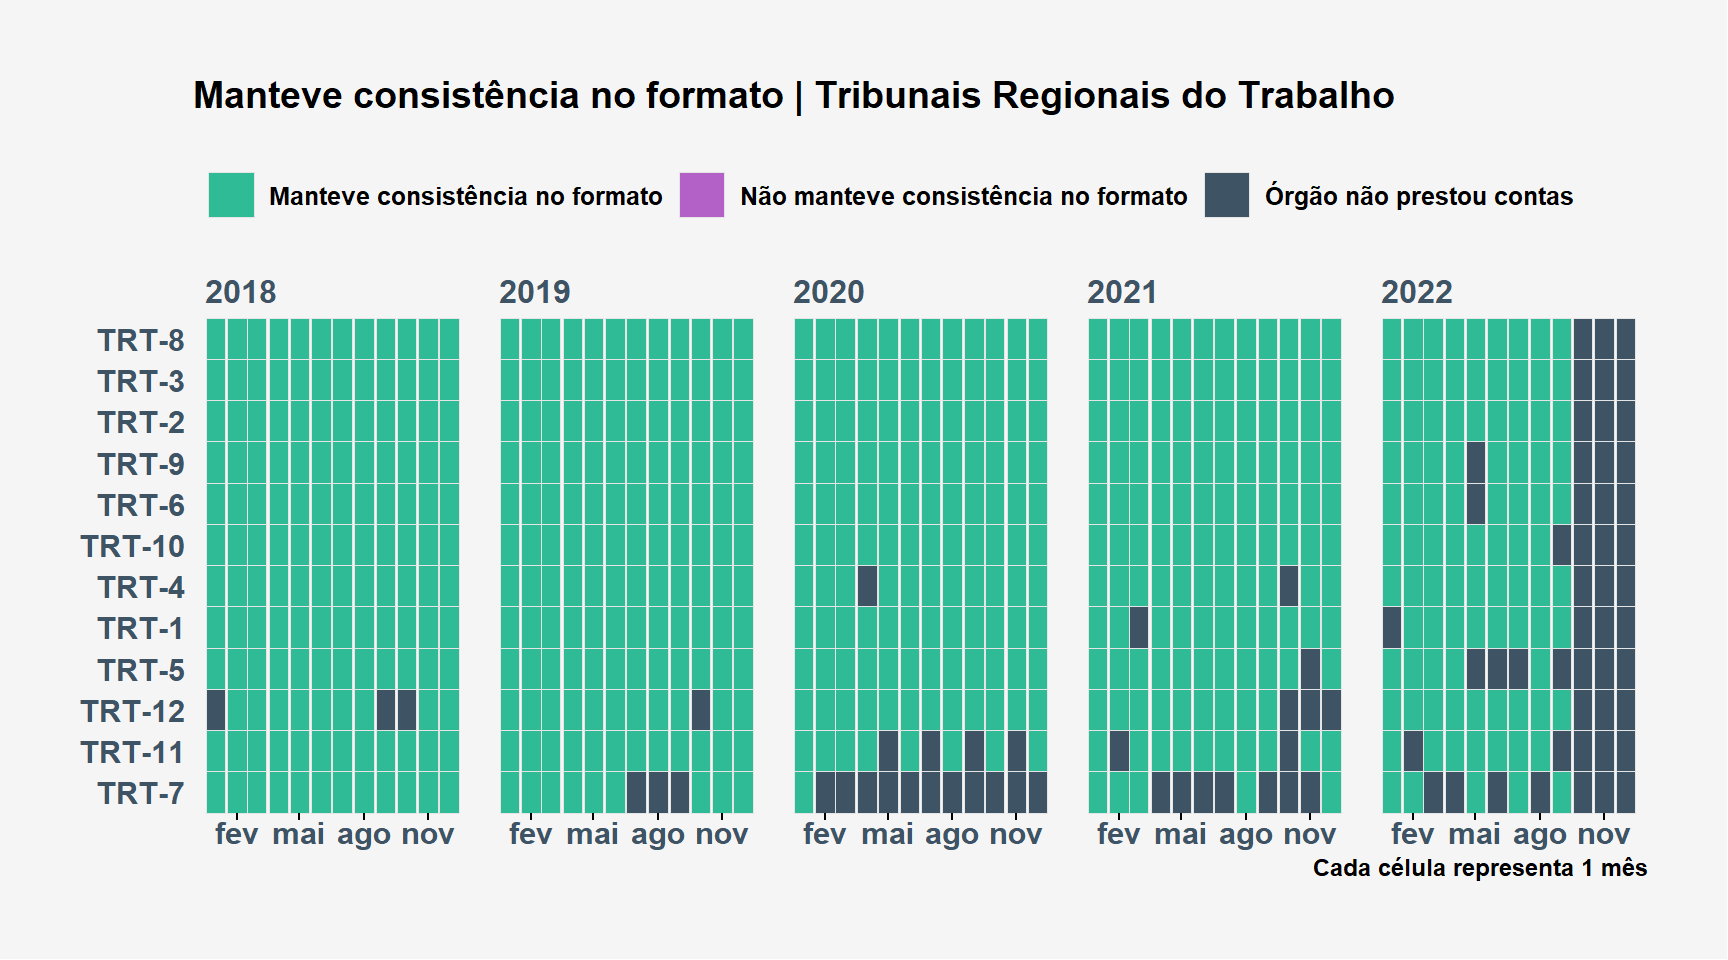 Manteve consistência no formato | Tribunais Regionais do Trabalho
Manteve consistência no formato Não manteve consistência no formato Órgão não prestou contas
2018 2019 2020 2021 2022
TRT-8
TRT-3
TRT-2
TRT-9
TRT-6
TRT-10
TRT-4
TRT-1
TRT-5
TRT-12
TRT-11
TRT-7
fev mai ago nov fev mai ago nov fev mai ago nov fev mai ago nov fev mai ago nov
Cada célula representa 1 mês